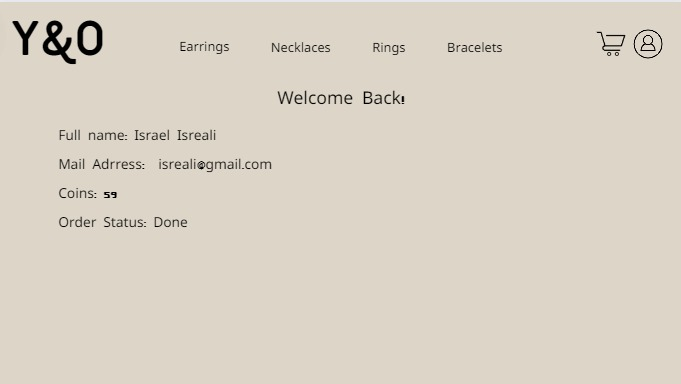 Y&O
Earrings Necklaces Rings Bracelets
Welcome Back!
Full name: Israel Isreali
Mail Adrress: isreali@gmail.com
Coins: 59
Order Status: Done